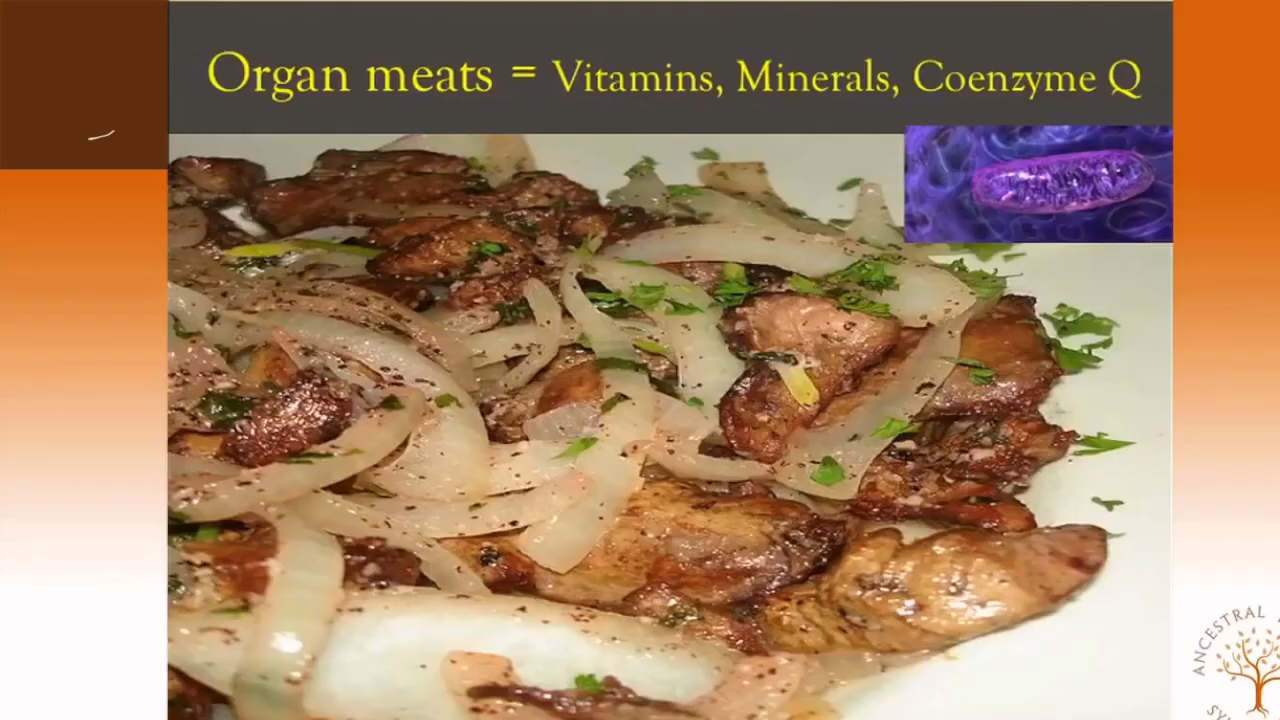 Organ meats = Vitamins, Minerals, Coenzyme Q
ANCESTRAL